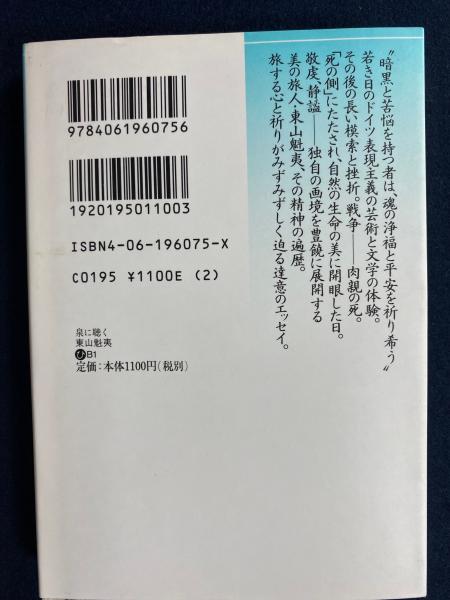 “暗黒と苦悩を持つ者は、魂の浄福と平安を祈り希う”
若き日のドイツ表現主義の芸術と文学の体験。
その後の長い模索と挫折。戦争――肉親の死。
「死の側」にたたされ、自然の生命の美に開眼した日。
敬虔、静謐――独自の画境を豊饒に展開する
美の旅人・東山魁夷、その精神の遍歴。
旅する心と祈りがみずみずしく迫る達意のエッセイ。
9784061960756
1920195011003
ISBN4-06-196075-X
C0195 ¥1100E (2)
泉に聴く
東山魁夷
ひB1
定価:本体1100円(税別)